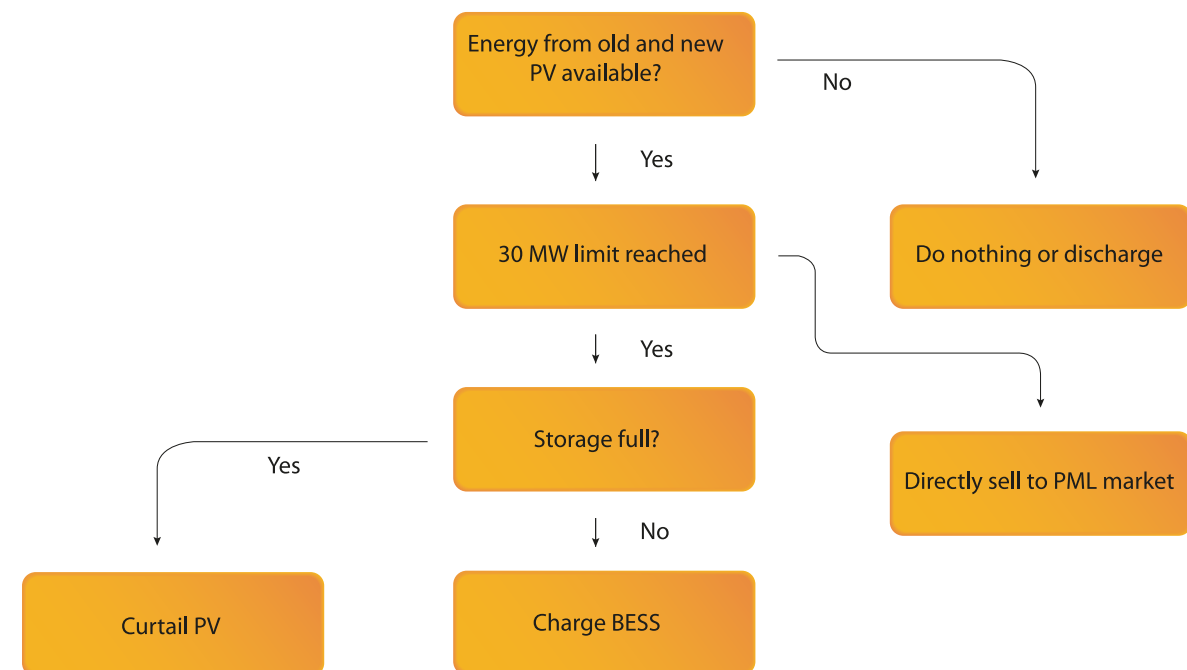 Energy from old and new
PV available?
No
Yes
30 MW limit reached
Do nothing or discharge
Yes
Storage full?
Yes
Directly sell to PML market
No
Curtail PV
Charge BESS